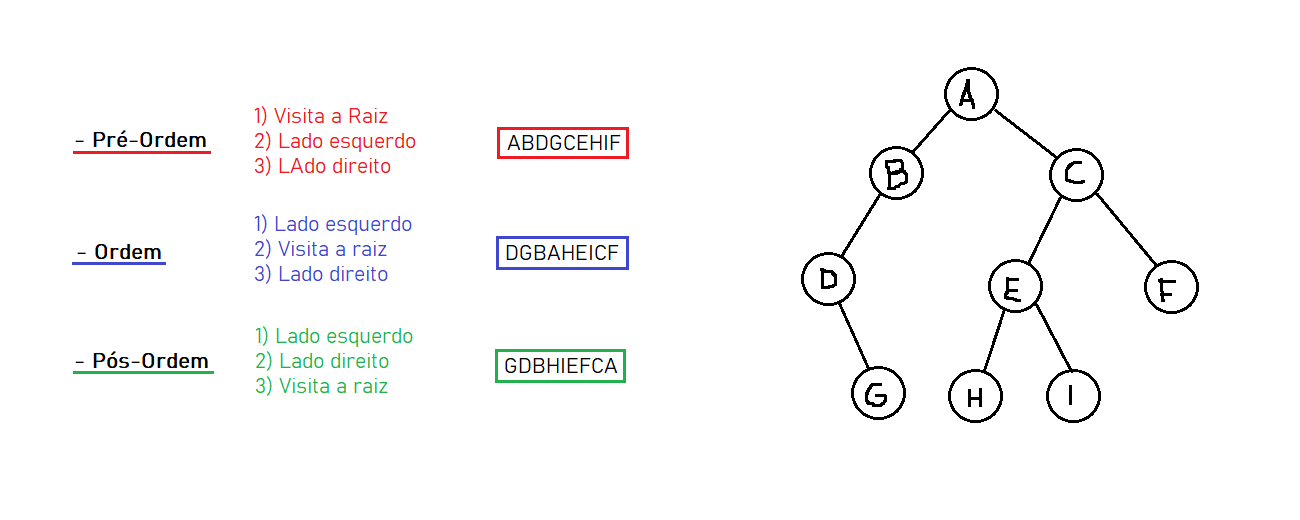 - Pré-Ordem
1) Visita a Raiz
2) Lado esquerdo
3) LAdo direito
ABDGCEHIF
- Ordem
1) Lado esquerdo
2) Visita a raiz
3) Lado direito
DGBAHEICF
- Pós-Ordem
1) Lado esquerdo
2) Lado direito
3) Visita a raiz
GDBHIEFCA
A
B
C
D
E
F
G
H
I